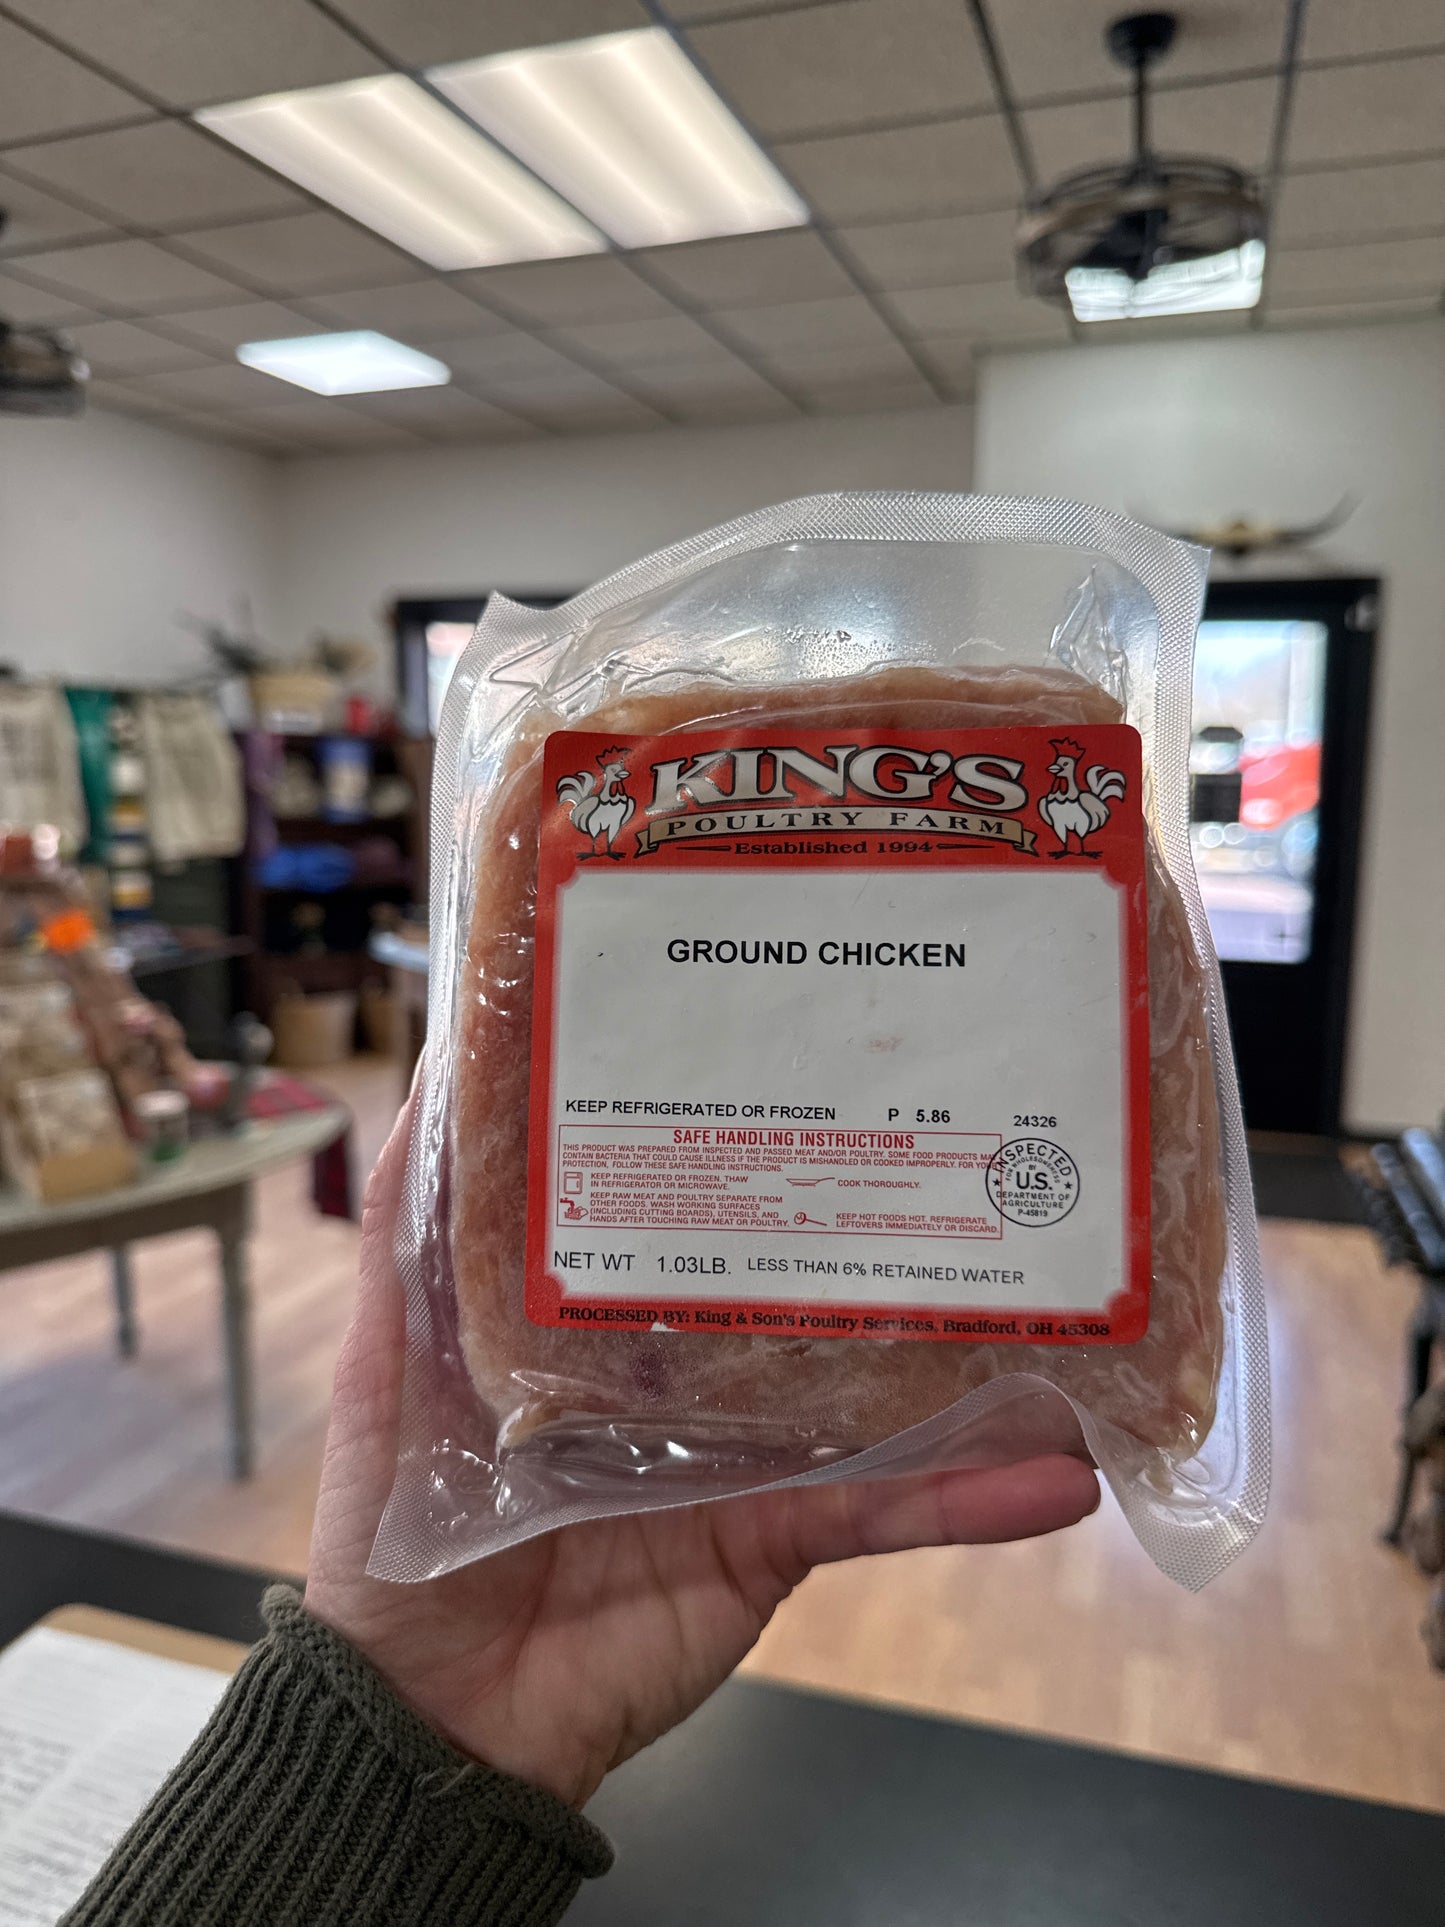 KING'S
POULTRY FARM
Established 1994
GROUND CHICKEN
KEEP REFRIGERATED OR FROZEN P 5.86 24326
SAFE HANDLING INSTRUCTIONS
THIS PRODUCT WAS PREPARED FROM INSPECTED AND PASSED MEAT AND/OR POULTRY. SOME FOOD PRODUCTS MAY
CONTAIN BACTERIA THAT COULD CAUSE ILLNESS IF THE PRODUCT IS MISHANDLED OR COOKED IMPROPERLY. FOR YOUR
PROTECTION, FOLLOW THESE SAFE HANDLING INSTRUCTIONS.
KEEP REFRIGERATED OR FROZEN. THAW
IN REFRIGERATOR OR MICROWAVE.
COOK THOROUGHLY.
KEEP RAW MEAT AND POULTRY SEPARATE FROM
OTHER FOODS. WASH WORKING SURFACES
(INCLUDING CUTTING BOARDS), UTENSILS, AND
HANDS AFTER TOUCHING RAW MEAT OR POULTRY.
KEEP HOT FOODS HOT. REFRIGERATE
LEFTOVERS IMMEDIATELY OR DISCARD.
INSPECTED
FOR WHOLESOMENESS
BY
U.S.
DEPARTMENT OF
AGRICULTURE
P-45819
NET WT 1.03LB. LESS THAN 6% RETAINED WATER
PROCESSED BY: King & Son's Poultry Services, Bradford, OH 45308